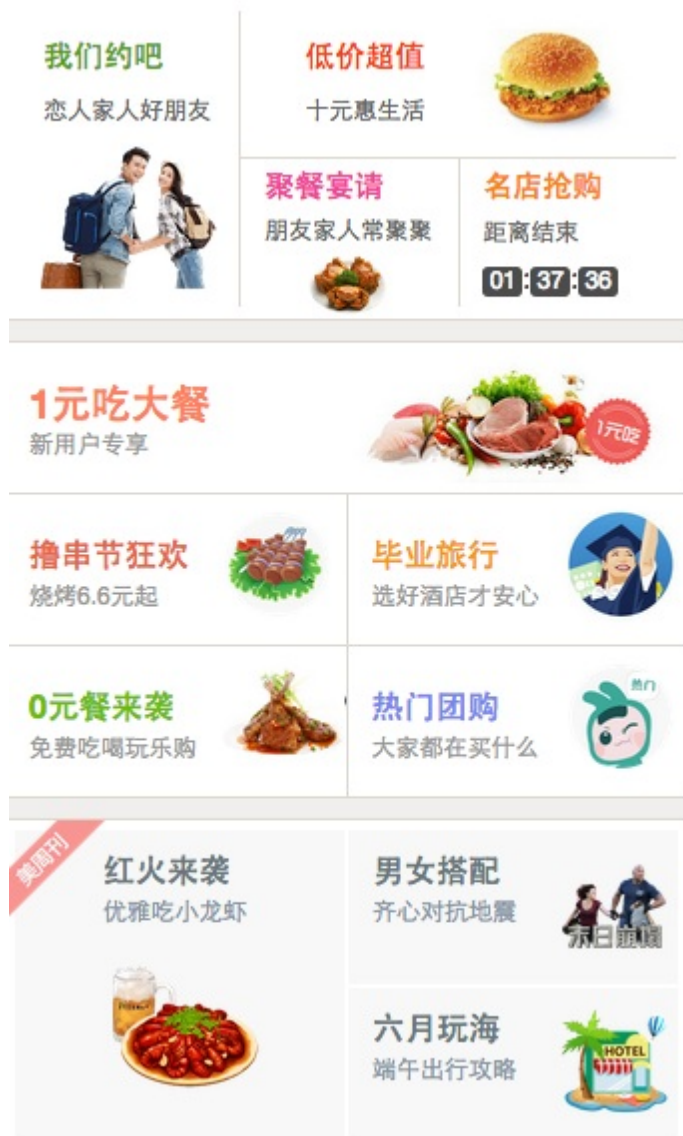 我们约吧
恋人家人好朋友
低价超值
十元惠生活
聚餐宴请
朋友家人常聚聚
名店抢购
距离结束
01:37:36
1元吃大餐
新用户专享
1元吃
撸串节狂欢
烧烤6.6元起
毕业旅行
选好酒店才安心
0元餐来袭
免费吃喝玩乐购
热门团购
大家都在买什么
热门
美周刊
红火来袭
优雅吃小龙虾
男女搭配
齐心对抗地震
末日崩塌
六月玩海
端午出行攻略
HOTEL